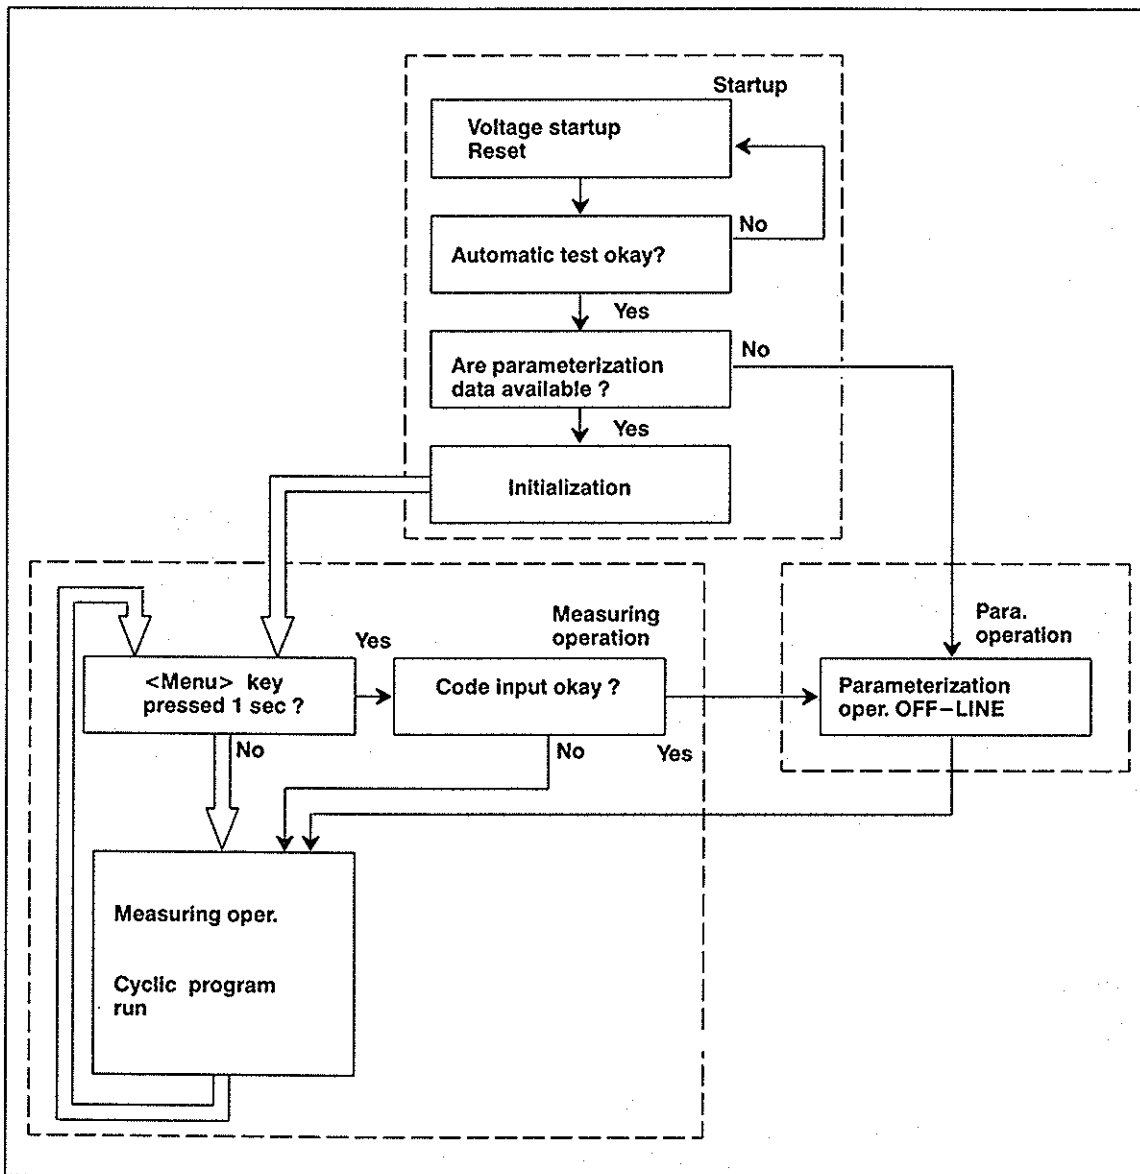 Startup
Voltage startup
Reset
No
Automatic test okay?
Yes
No
Are parameterization
data available ?
Yes
Initialization
Measuring
operation
Para.
operation
Yes
<Menu> key
pressed 1 sec ?
Code input okay ?
Parameterization
oper. OFF–LINE
No
No
Yes
Measuring oper.
Cyclic program
run